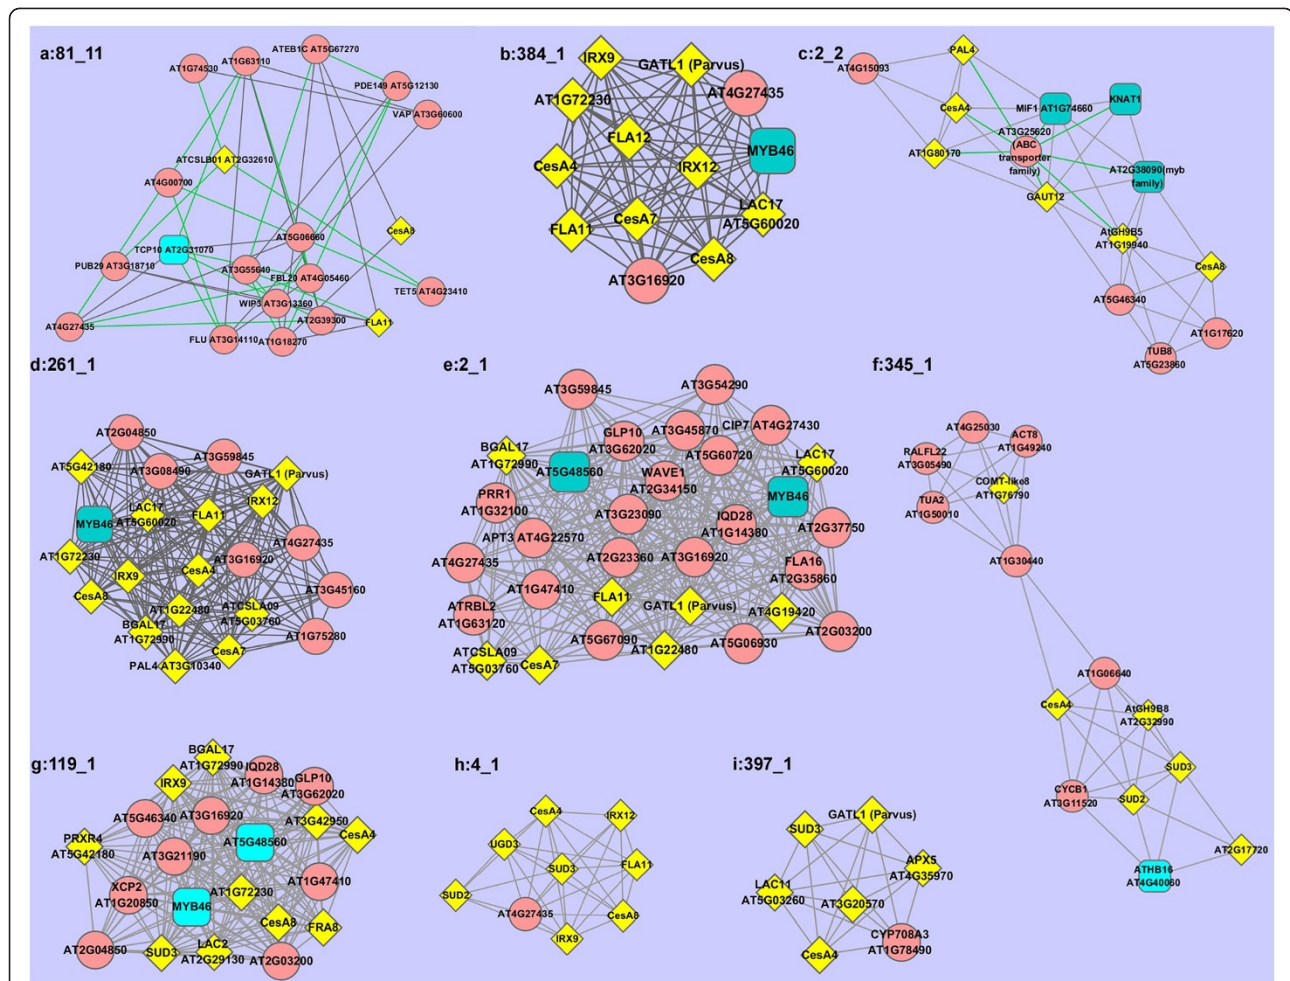 a:81_11
ATEB1C AT5G67270
AT1G63110
AT1G74530
PDE149 AT5G12130
VAP AT3G60600
ATCSLB01 AT2G32610
AT4G00700
CesA8
AT5G06660
TCP10 AT2G31070
PUB29 AT3G18710
AT3G55640
FBL20 AT4G05460
TET5 AT4G23410
WIP3 AT3G13360
AT2G39300
FLA11
AT4G27435
FLU AT3G14110
AT1G18270
b:384_1
IRX9
GATL1 (Parvus)
AT4G27435
AT1G72230
FLA12
MYB46
CesA4
IRX12
LAC17
AT5G60020
CesA7
FLA11
CesA8
AT3G16920
c:2_2
PAL4
AT4G15093
CesA4
MIF1 AT1G74660
KNAT1
AT3G25620
(ABC
transporter
family)
AT1G80170
AT2G38090(myb
family)
GAUT12
AtGH9B5
AT1G19940
CesA8
AT5G46340
AT1G17620
TUB8
AT5G23860
d:261_1
AT2G04850
AT3G59845
AT5G42180
AT3G08490
GATL1 (Parvus)
IRX12
LAC17
AT5G60020
FLA11
MYB46
AT4G27435
AT1G72230
AT3G16920
IRX9
CesA4
AT3G45160
CesA8
AT1G22480
ATCSLA09
AT5G03760
BGAL17
AT1G72990
AT1G75280
CesA7
PAL4 AT3G10340
e:2_1
AT3G59845
AT3G54290
GLP10
AT3G62020
AT3G45870
CIP7 AT4G27430
BGAL17
AT1G72990
AT5G60720
LAC17
AT5G60020
AT5G48560
WAVE1
AT2G34150
MYB46
PRR1
AT1G32100
AT3G23090
IQD28
AT1G14380
AT2G37750
APT3 AT4G22570
AT2G23360
AT3G16920
AT4G27435
FLA16
AT2G35860
AT1G47410
FLA11
GATL1 (Parvus)
AT4G19420
ATRBL2
AT1G63120
AT2G03200
AT5G67090
AT5G06930
AT1G22480
ATCSLA09
AT5G03760
CesA7
f:345_1
AT4G25030
ACT8
AT1G49240
RALFL22
AT3G05490
COMT-like8
AT1G76790
TUA2
AT1G50010
AT1G30440
AT1G06640
CesA4
AtGH9B8
AT2G32990
SUD3
CYCB1
AT3G11520
SUD2
AT2G17720
ATHB16
AT4G40060
g:119_1
BGAL17
AT1G72990
IQD28
AT1G14380
GLP10
AT3G62020
IRX9
AT5G46340
AT3G16920
AT3G42950
CesA4
PRXR4
AT5G42180
AT5G48560
AT3G21190
AT1G47410
XCP2
AT1G20850
AT1G72230
MYB46
CesA8
FRA8
AT2G04850
SUD3
LAC2
AT2G29130
AT2G03200
h:4_1
CesA4
IRX12
UGD3
SUD3
FLA11
SUD2
AT4G27435
CesA8
IRX9
i:397_1
GATL1 (Parvus)
SUD3
APX5
AT4G35970
LAC11
AT5G03260
AT3G20570
CYP708A3
AT1G78490
CesA4